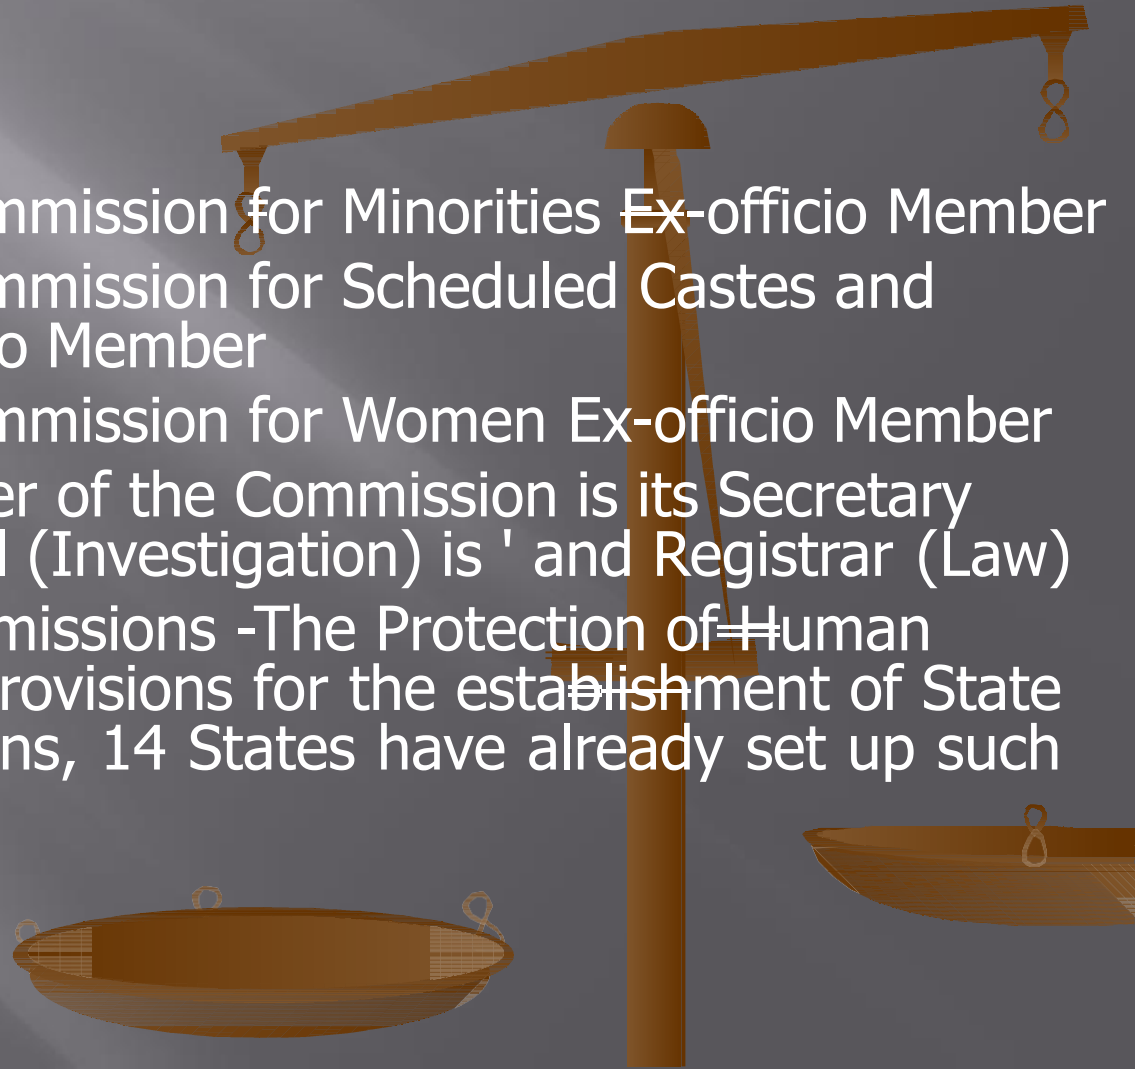 mmission for Minorities Ex-officio Member
mmission for Scheduled Castes and
o Member
mmission for Women Ex-officio Member
er of the Commission is its Secretary
l (Investigation) is ' and Registrar (Law)
missions -The Protection of Human
rovisions for the establishment of State
ns, 14 States have already set up such